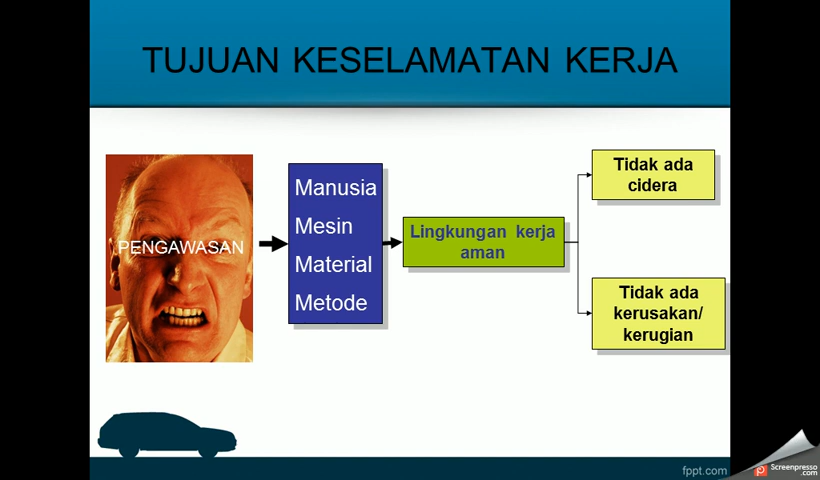 TUJUAN KESELAMATAN KERJA
PENGAWASAN
Manusia
Mesin
Material
Metode
Lingkungan kerja
aman
Tidak ada
cidera
Tidak ada
kerusakan/
kerugian
fppt.com
Screenpresso
.com